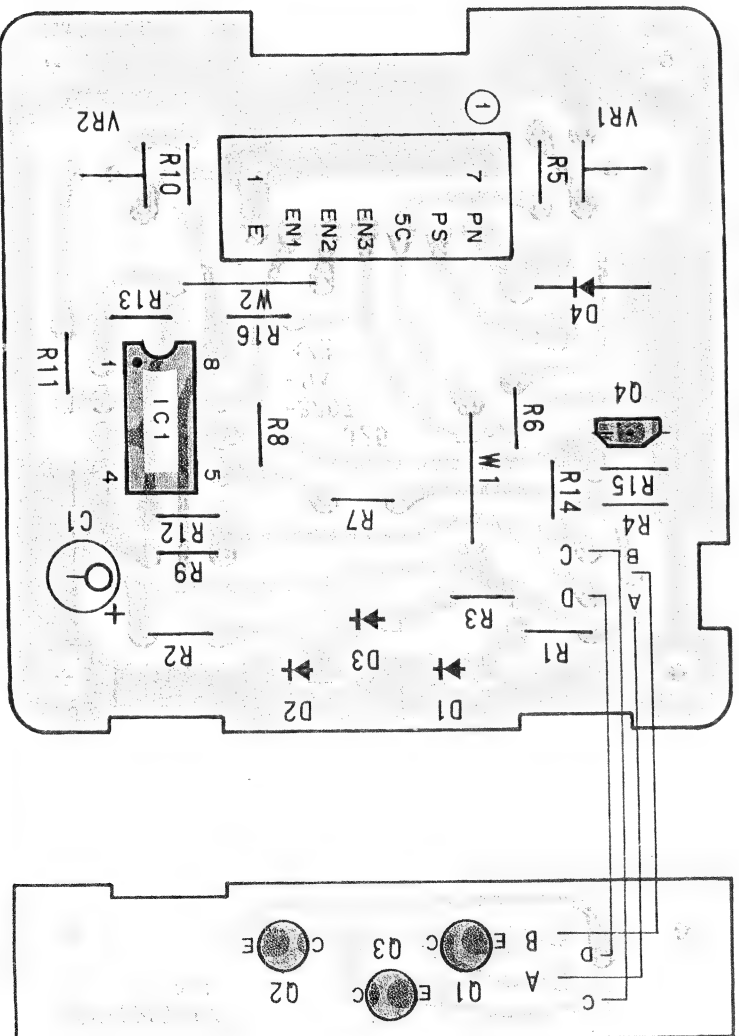 VR2
1
VR1
R10
1
7
R5
E
EN1
EN2
EN3
5C
PS
PN
R13
W2
R16
D4
R11
1
8
IC1
R8
R6
Q4
4
5
R7
W1
R14
R15
C1
R12
R4
R9
C
B
D
A
+
R3
R2
D3
R1
D2
D1
E
C
Q3
C
E
B
D
Q2
C
E
Q1
A
C